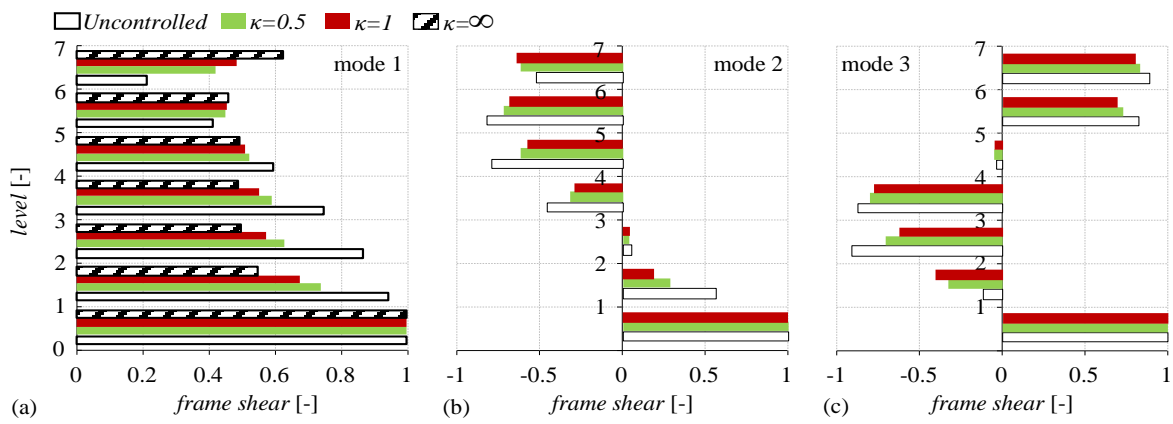 Uncontrolled κ=0.5 κ=1 κ=∞
mode 1 mode 2 mode 3
7 7 7
6 6 6
5 5 5
4 4 4
3 3 3
2 2 2
1 1 1
0
level [-]
0 0.2 0.4 0.6 0.8 1 -1 -0.5 0 0.5 1 -1 -0.5 0 0.5 1
(a) frame shear [-] (b) frame shear [-] (c) frame shear [-]